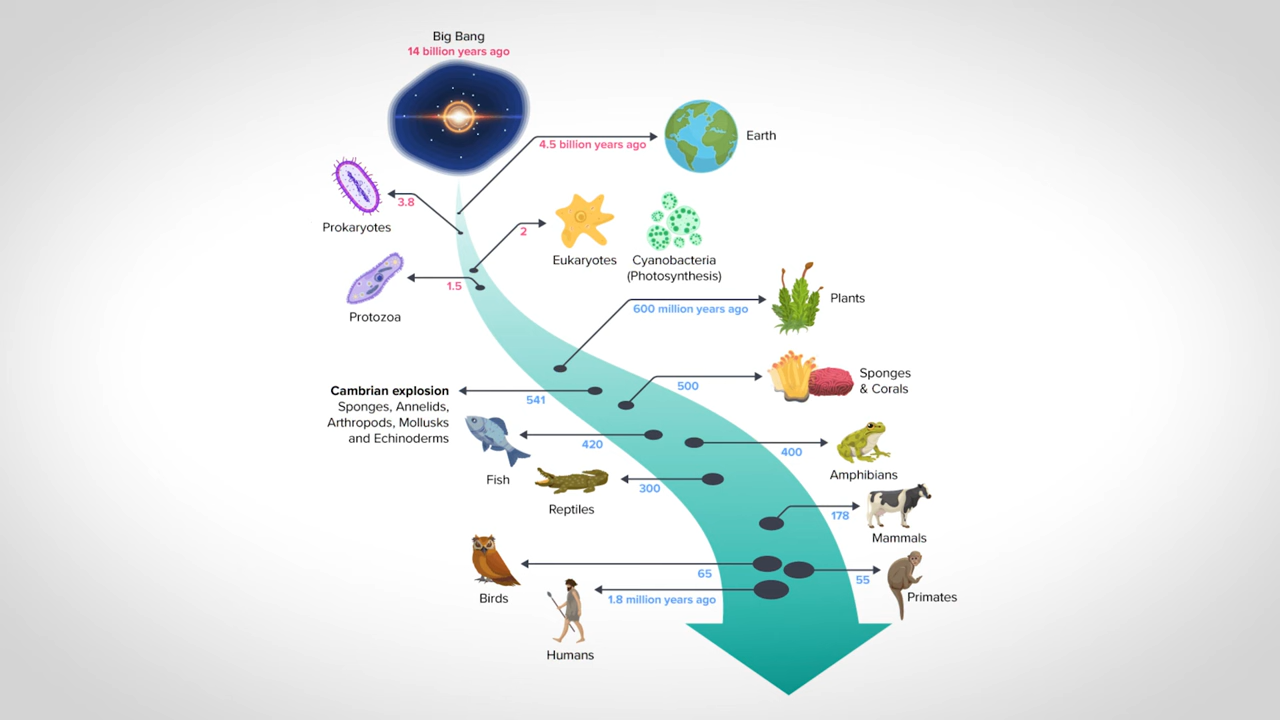 Big Bang
14 billion years ago
4.5 billion years ago
Earth
3.8
Prokaryotes
2
Eukaryotes
Cyanobacteria
(Photosynthesis)
1.5
Protozoa
600 million years ago
Plants
500
Sponges
& Corals
Cambrian explosion
Sponges, Annelids,
Arthropods, Mollusks
and Echinoderms
541
420
Fish
400
Amphibians
300
Reptiles
178
Mammals
65
Birds
55
Primates
1.8 million years ago
Humans